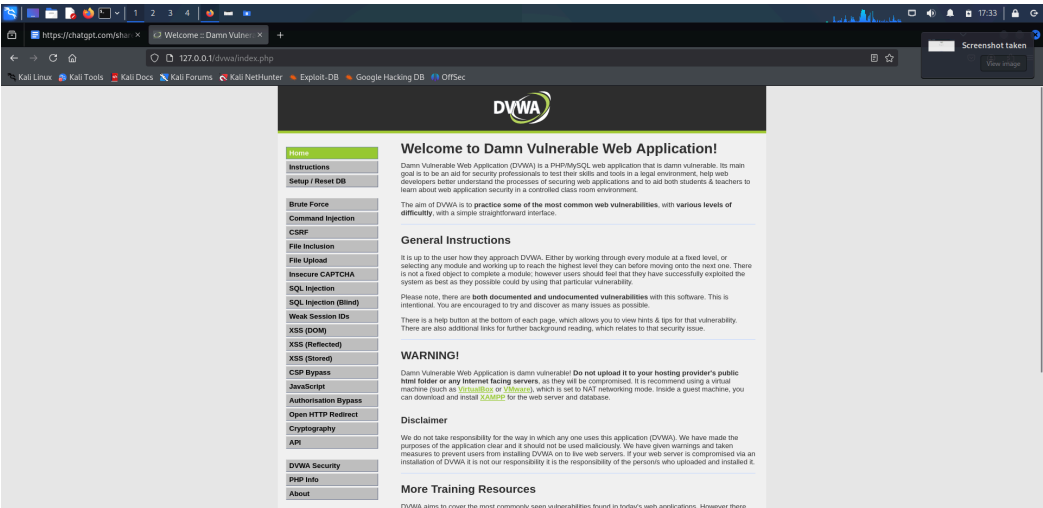 1 2 3 4
17:33
https://chatgpt.com/shar
Welcome :: Damn Vulnera
Screenshot taken
View image
127.0.0.1/dvwa/index.php
Kali Linux Kali Tools Kali Docs Kali Forums Kali NetHunter Exploit-DB Google Hacking DB OffSec
DVWA
Home
Instructions
Setup / Reset DB
Brute Force
Command Injection
CSRF
File Inclusion
File Upload
Insecure CAPTCHA
SQL Injection
SQL Injection (Blind)
Weak Session IDs
XSS (DOM)
XSS (Reflected)
XSS (Stored)
CSP Bypass
JavaScript
Authorisation Bypass
Open HTTP Redirect
Cryptography
API
DVWA Security
PHP Info
About
Welcome to Damn Vulnerable Web Application!
Damn Vulnerable Web Application (DVWA) is a PHP/MySQL web application that is damn vulnerable. Its main
goal is to be an aid for security professionals to test their skills and tools in a legal environment, help web
developers better understand the processes of securing web applications and to aid both students & teachers to
learn about web application security in a controlled class room environment.
The aim of DVWA is to practice some of the most common web vulnerabilities, with various levels of
difficultly, with a simple straightforward interface.
General Instructions
It is up to the user how they approach DVWA. Either by working through every module at a fixed level, or
selecting any module and working up to reach the highest level they can before moving onto the next one. There
is not a fixed object to complete a module; however users should feel that they have successfully exploited the
system as best as they possible could by using that particular vulnerability.
Please note, there are both documented and undocumented vulnerabilities with this software. This is
intentional. You are encouraged to try and discover as many issues as possible.
There is a help button at the bottom of each page, which allows you to view hints & tips for that vulnerability.
There are also additional links for further background reading, which relates to that security issue.
WARNING!
Damn Vulnerable Web Application is damn vulnerable! Do not upload it to your hosting provider's public
html folder or any Internet facing servers, as they will be compromised. It is recommend using a virtual
machine (such as VirtualBox or VMware), which is set to NAT networking mode. Inside a guest machine, you
can download and install XAMPP for the web server and database.
Disclaimer
We do not take responsibility for the way in which any one uses this application (DVWA). We have made the
purposes of the application clear and it should not be used maliciously. We have given warnings and taken
measures to prevent users from installing DVWA on to live web servers. If your web server is compromised via an
installation of DVWA it is not our responsibility it is the responsibility of the person/s who uploaded and installed it.
More Training Resources
DVWA aims to cover the most commonly seen vulnerabilities found in today's web applications. However there